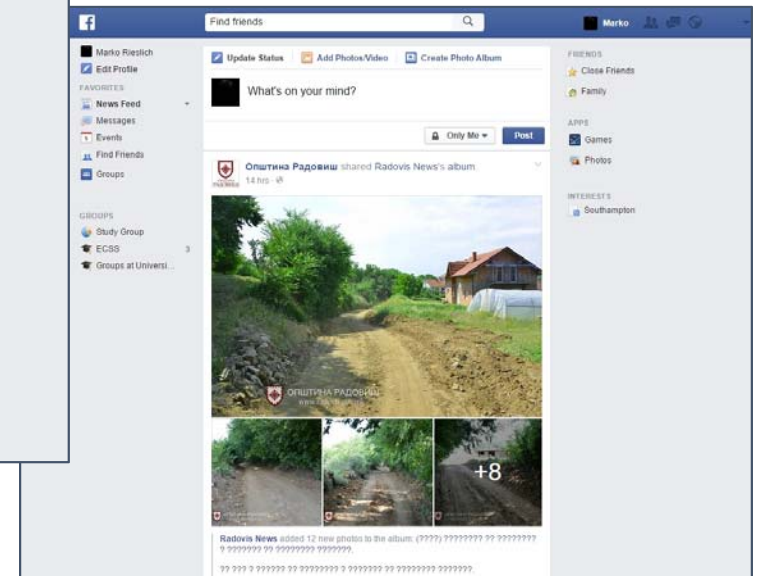 Find friends
Marko
Marko Rieslich
Edit Profile
FAVORITES
News Feed
Messages
Events
Find Friends
Groups
GROUPS
Study Group
ECSS 3
Groups at Universi...
Update Status Add Photos/Video Create Photo Album
What's on your mind?
Only Me Post
Општина Радовиш shared Radovis News's album
14 hrs
ОПШТИНА РАДОВИШ
+8
Radovis News added 12 new photos to the album: (????) ???????? ?? ????????
? ??????? ?? ???????? ???????.
?? ??? ? ?????? ?? ???????? ? ??????? ?? ???????? ???????.
FRIENDS
Close Friends
Family
APPS
Games
Photos
INTERESTS
Southampton